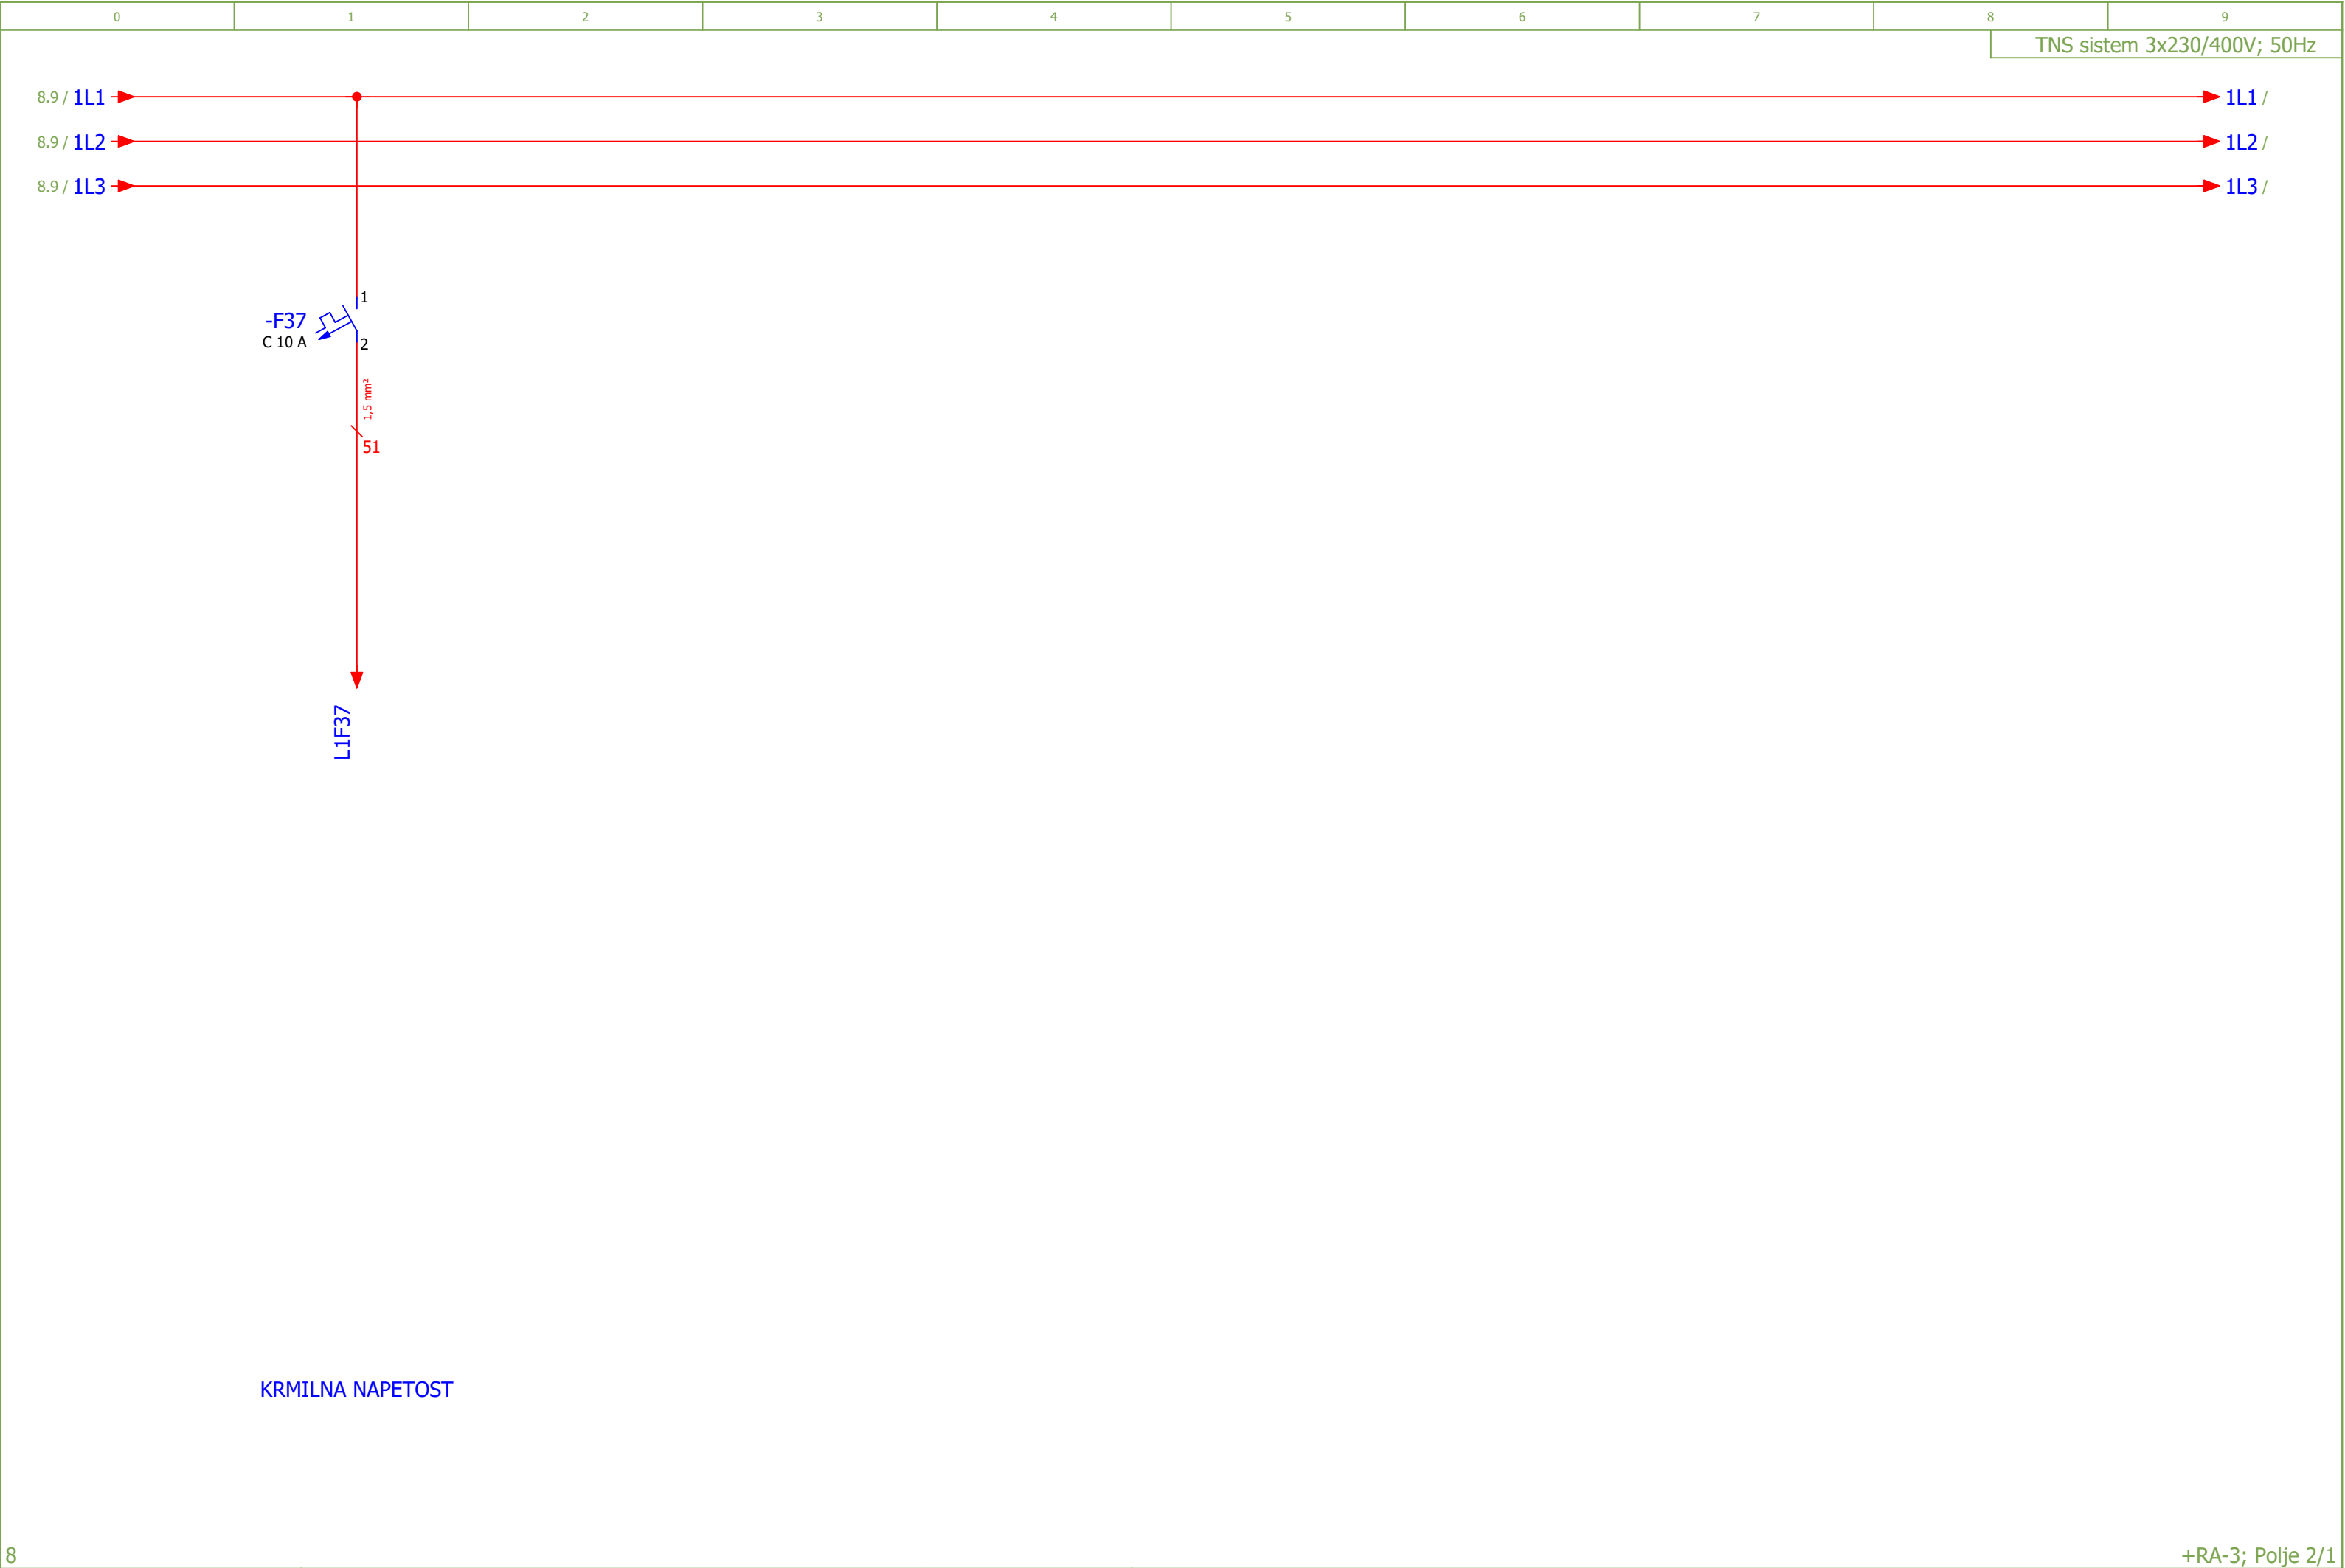 0 1 2 3 4 5 6 7 8 9
TNS sistem 3x230/400V; 50Hz
8.9 / 1L1 1L1 /
8.9 / 1L2 1L2 /
8.9 / 1L3 1L3 /
1
-F37
C 10 A
2
1,5 mm²
51
L1F37
KRMILNA NAPETOST
8
+RA-3; Polje 2/1